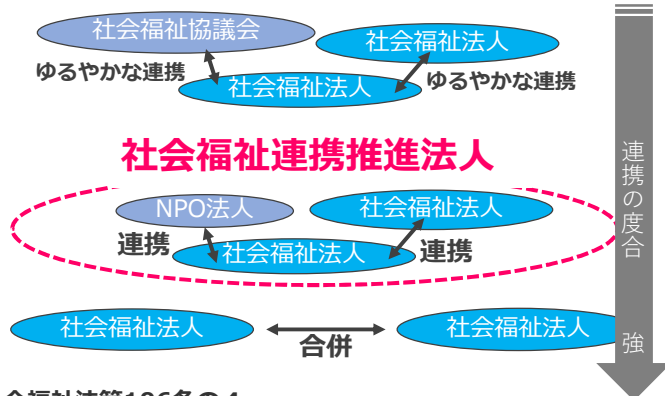 社会福祉協議会
社会福祉法人
ゆるやかな連携
社会福祉法人
ゆるやかな連携
社会福祉連携推進法人
NPO法人
社会福祉法人
連携
社会福祉法人
連携
社会福祉法人
合併
社会福祉法人
連携の度合
強